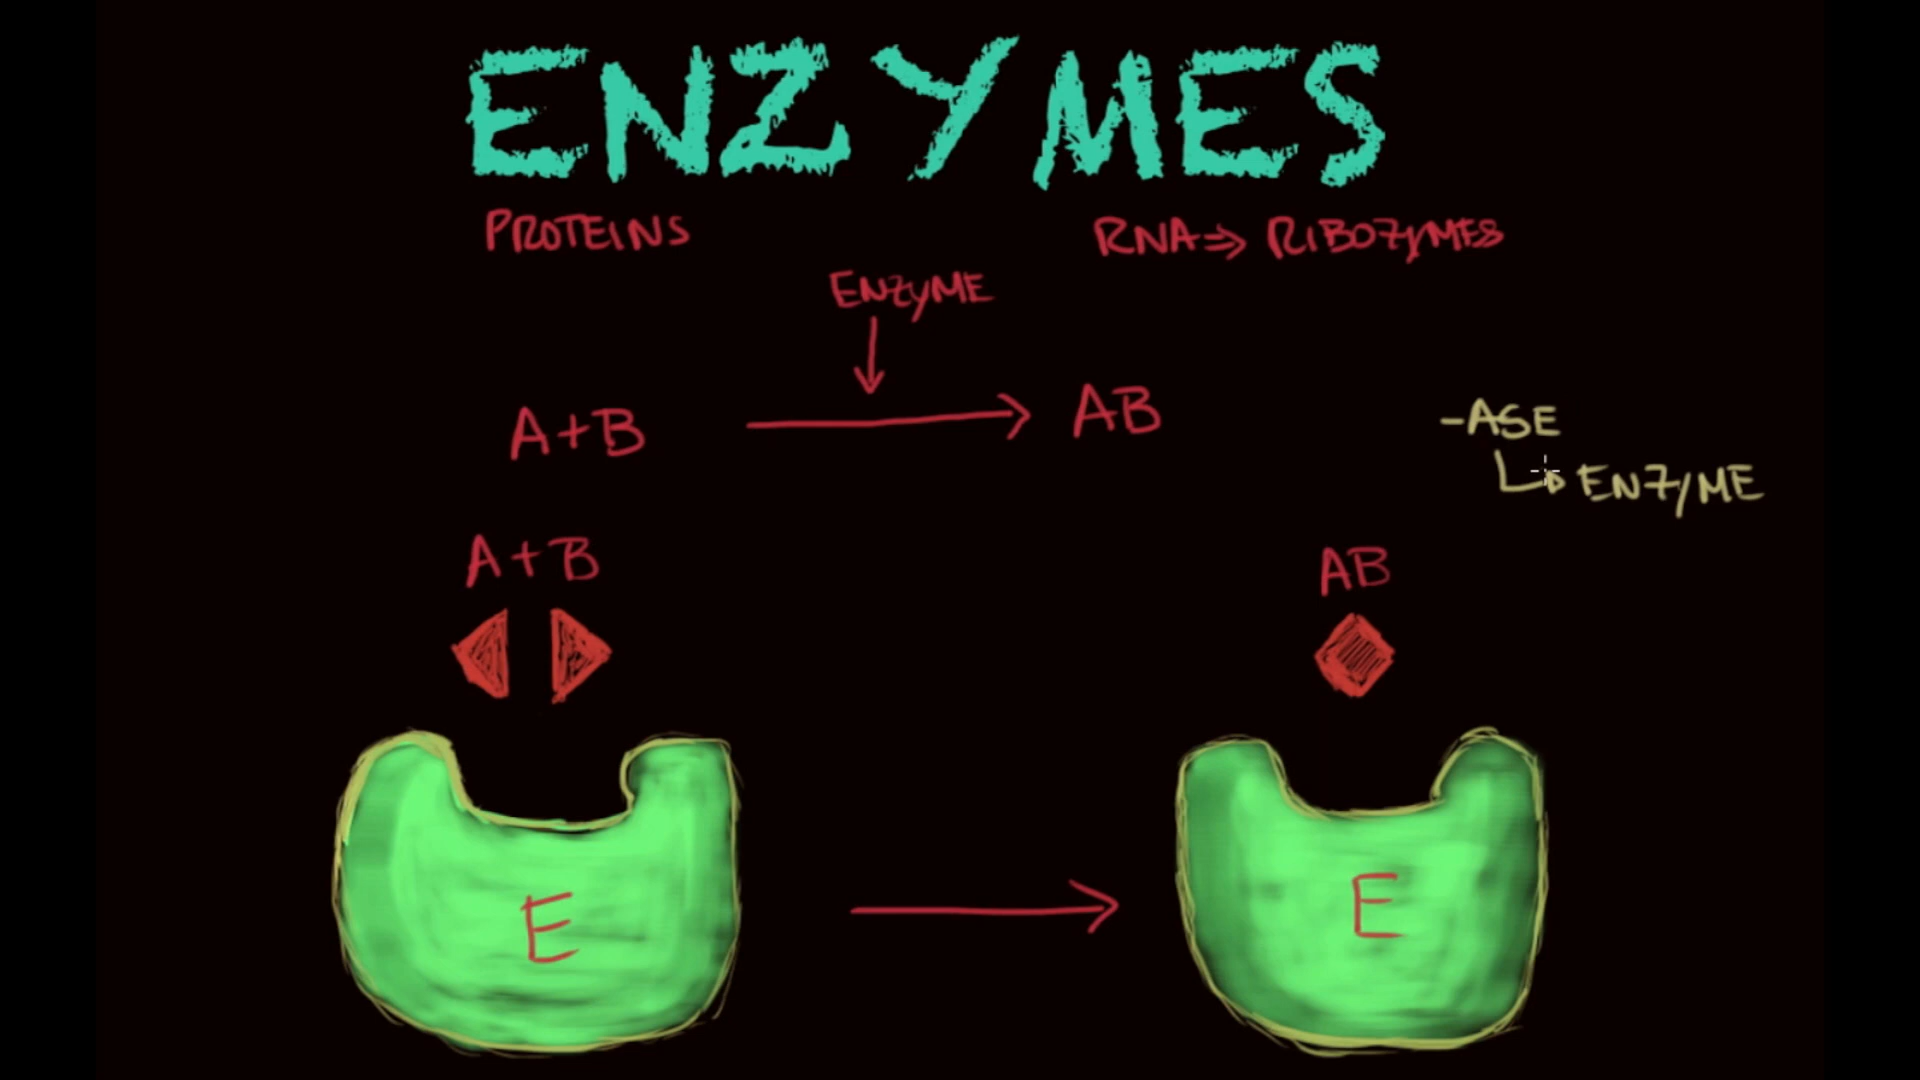 ENZYMES
PROTEINS
RNA ⇒ RIBOZYMES
ENZYME
A+B → AB
-ASE
ENZYME
A+B
AB
E → E